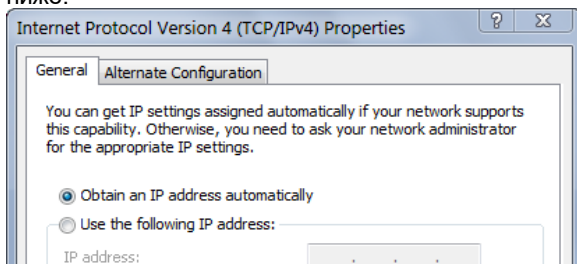 ниже.
Internet Protocol Version 4 (TCP/IPv4) Properties
General
Alternate Configuration
You can get IP settings assigned automatically if your network supports
this capability. Otherwise, you need to ask your network administrator
for the appropriate IP settings.
Obtain an IP address automatically
Use the following IP address:
IP address: